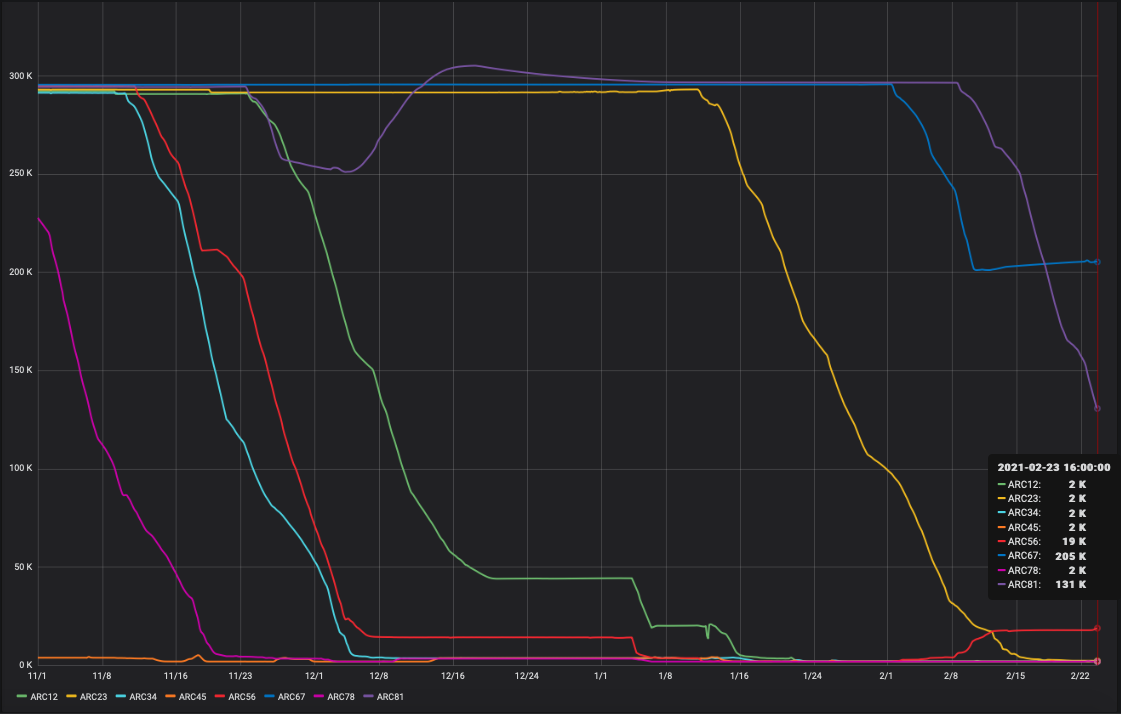 300 K
250 K
200 K
150 K
100 K
50 K
0 K
11/1 11/8 11/16 11/23 12/1 12/8 12/16 12/24 1/1 1/8 1/16 1/24 2/1 2/8 2/15 2/22
2021-02-23 16:00:00
ARC12: 2 K
ARC23: 2 K
ARC34: 2 K
ARC45: 2 K
ARC56: 19 K
ARC67: 205 K
ARC78: 2 K
ARC81: 131 K
ARC12 ARC23 ARC34 ARC45 ARC56 ARC67 ARC78 ARC81